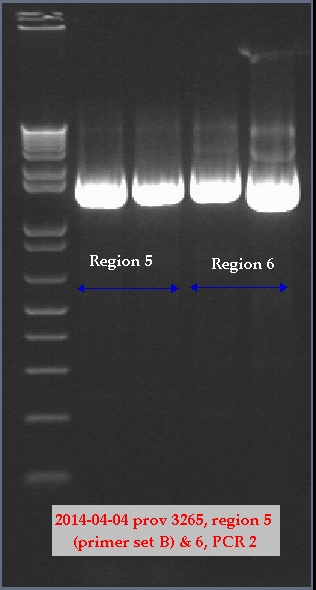 Region 5
Region 6
2014-04-04 prov 3265, region 5
(primer set B) & 6, PCR 2